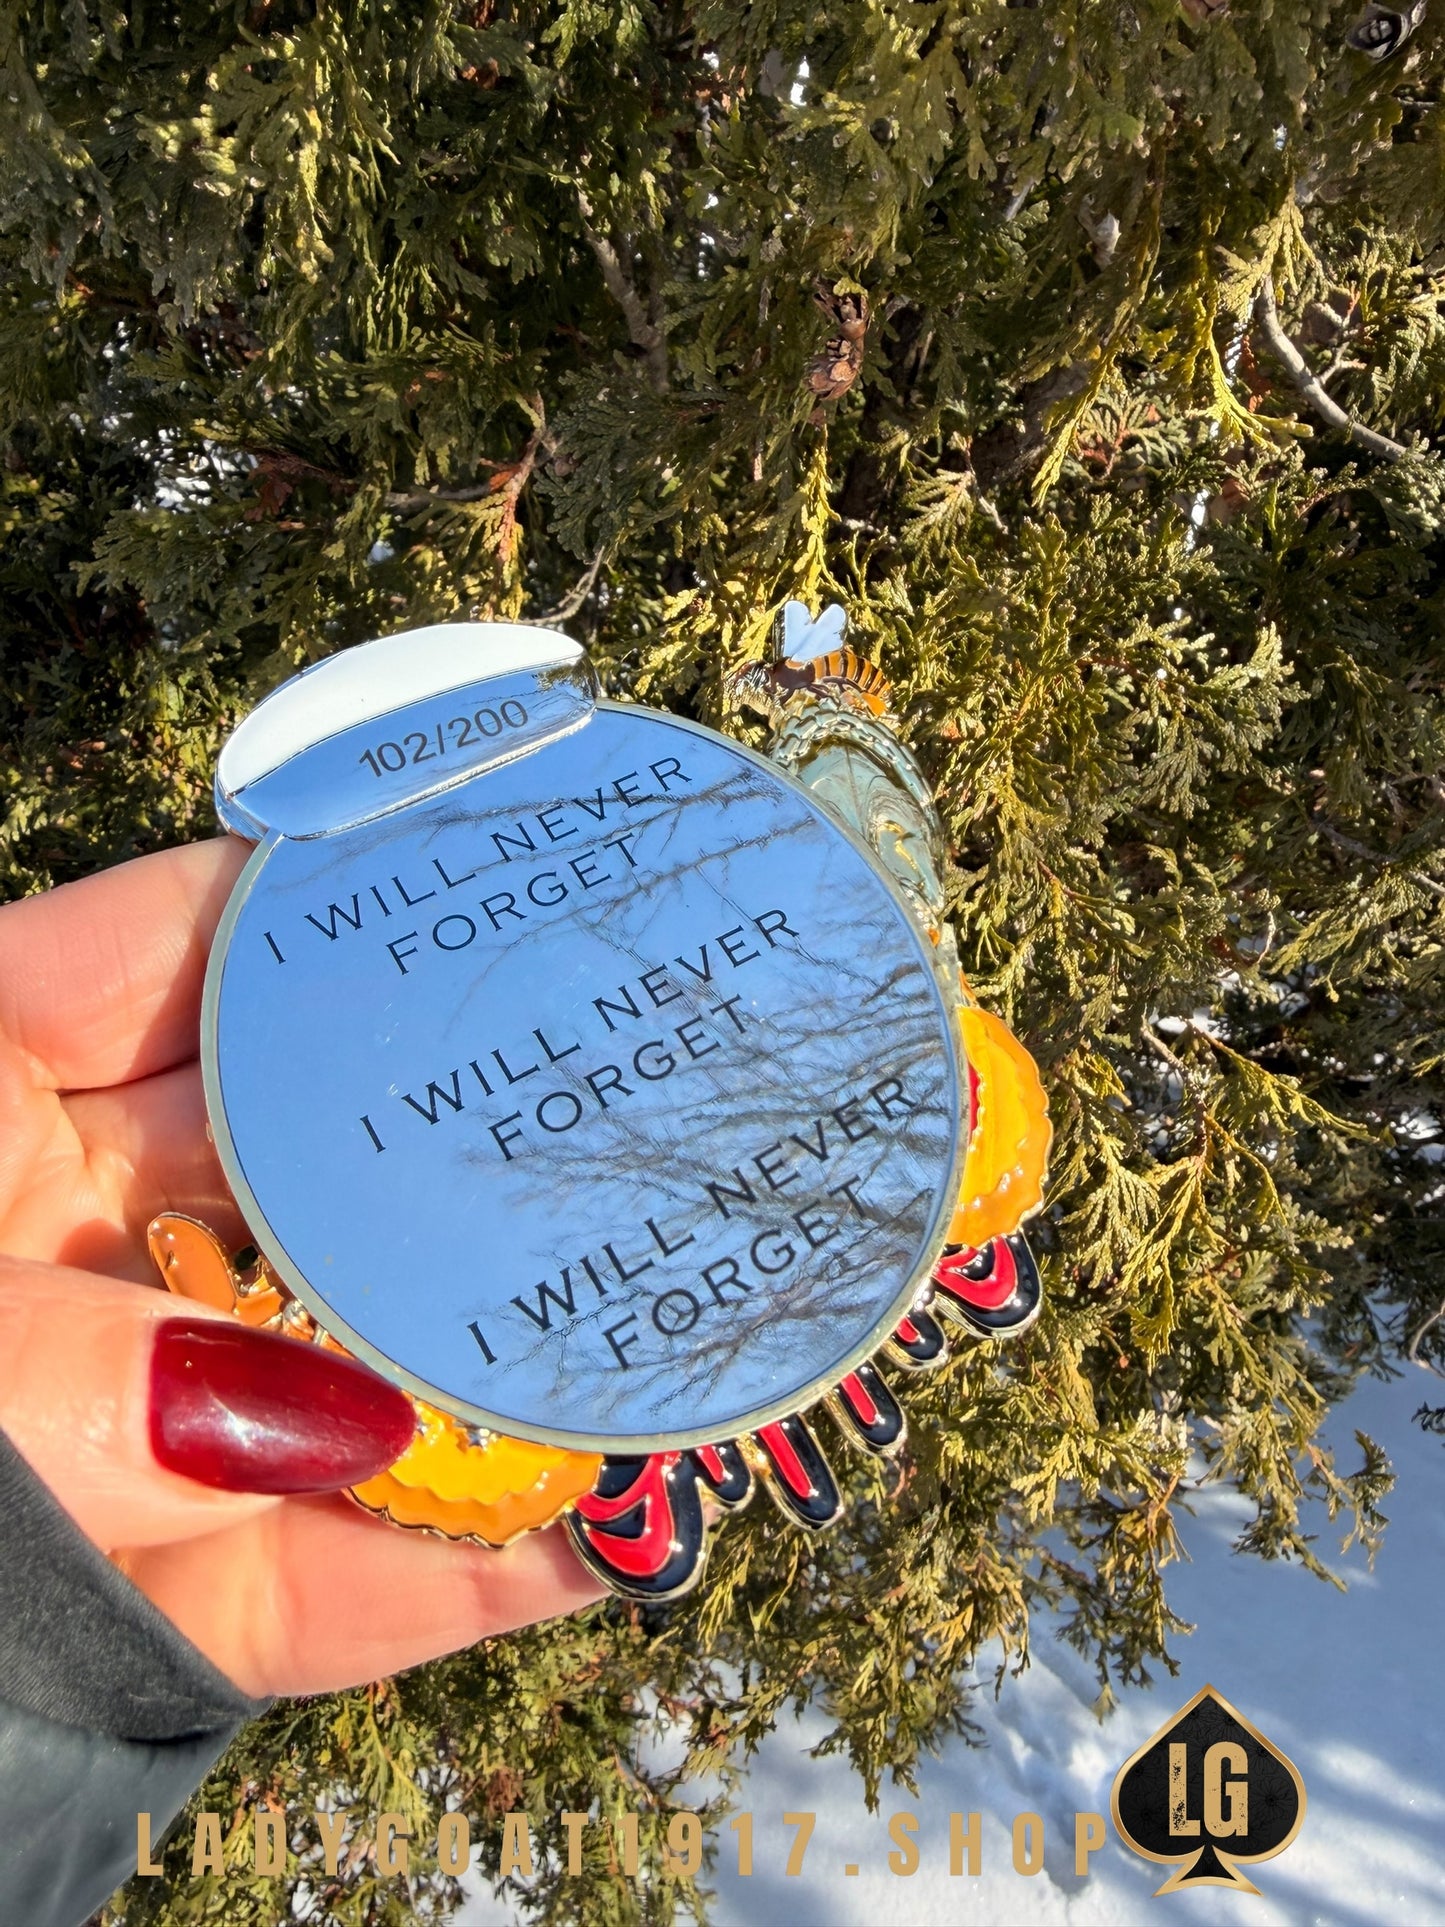 102/200
I WILL NEVER
FORGET
I WILL NEVER
FORGET
I WILL NEVER
FORGET
LG
LADYGOAT1917.SHOP